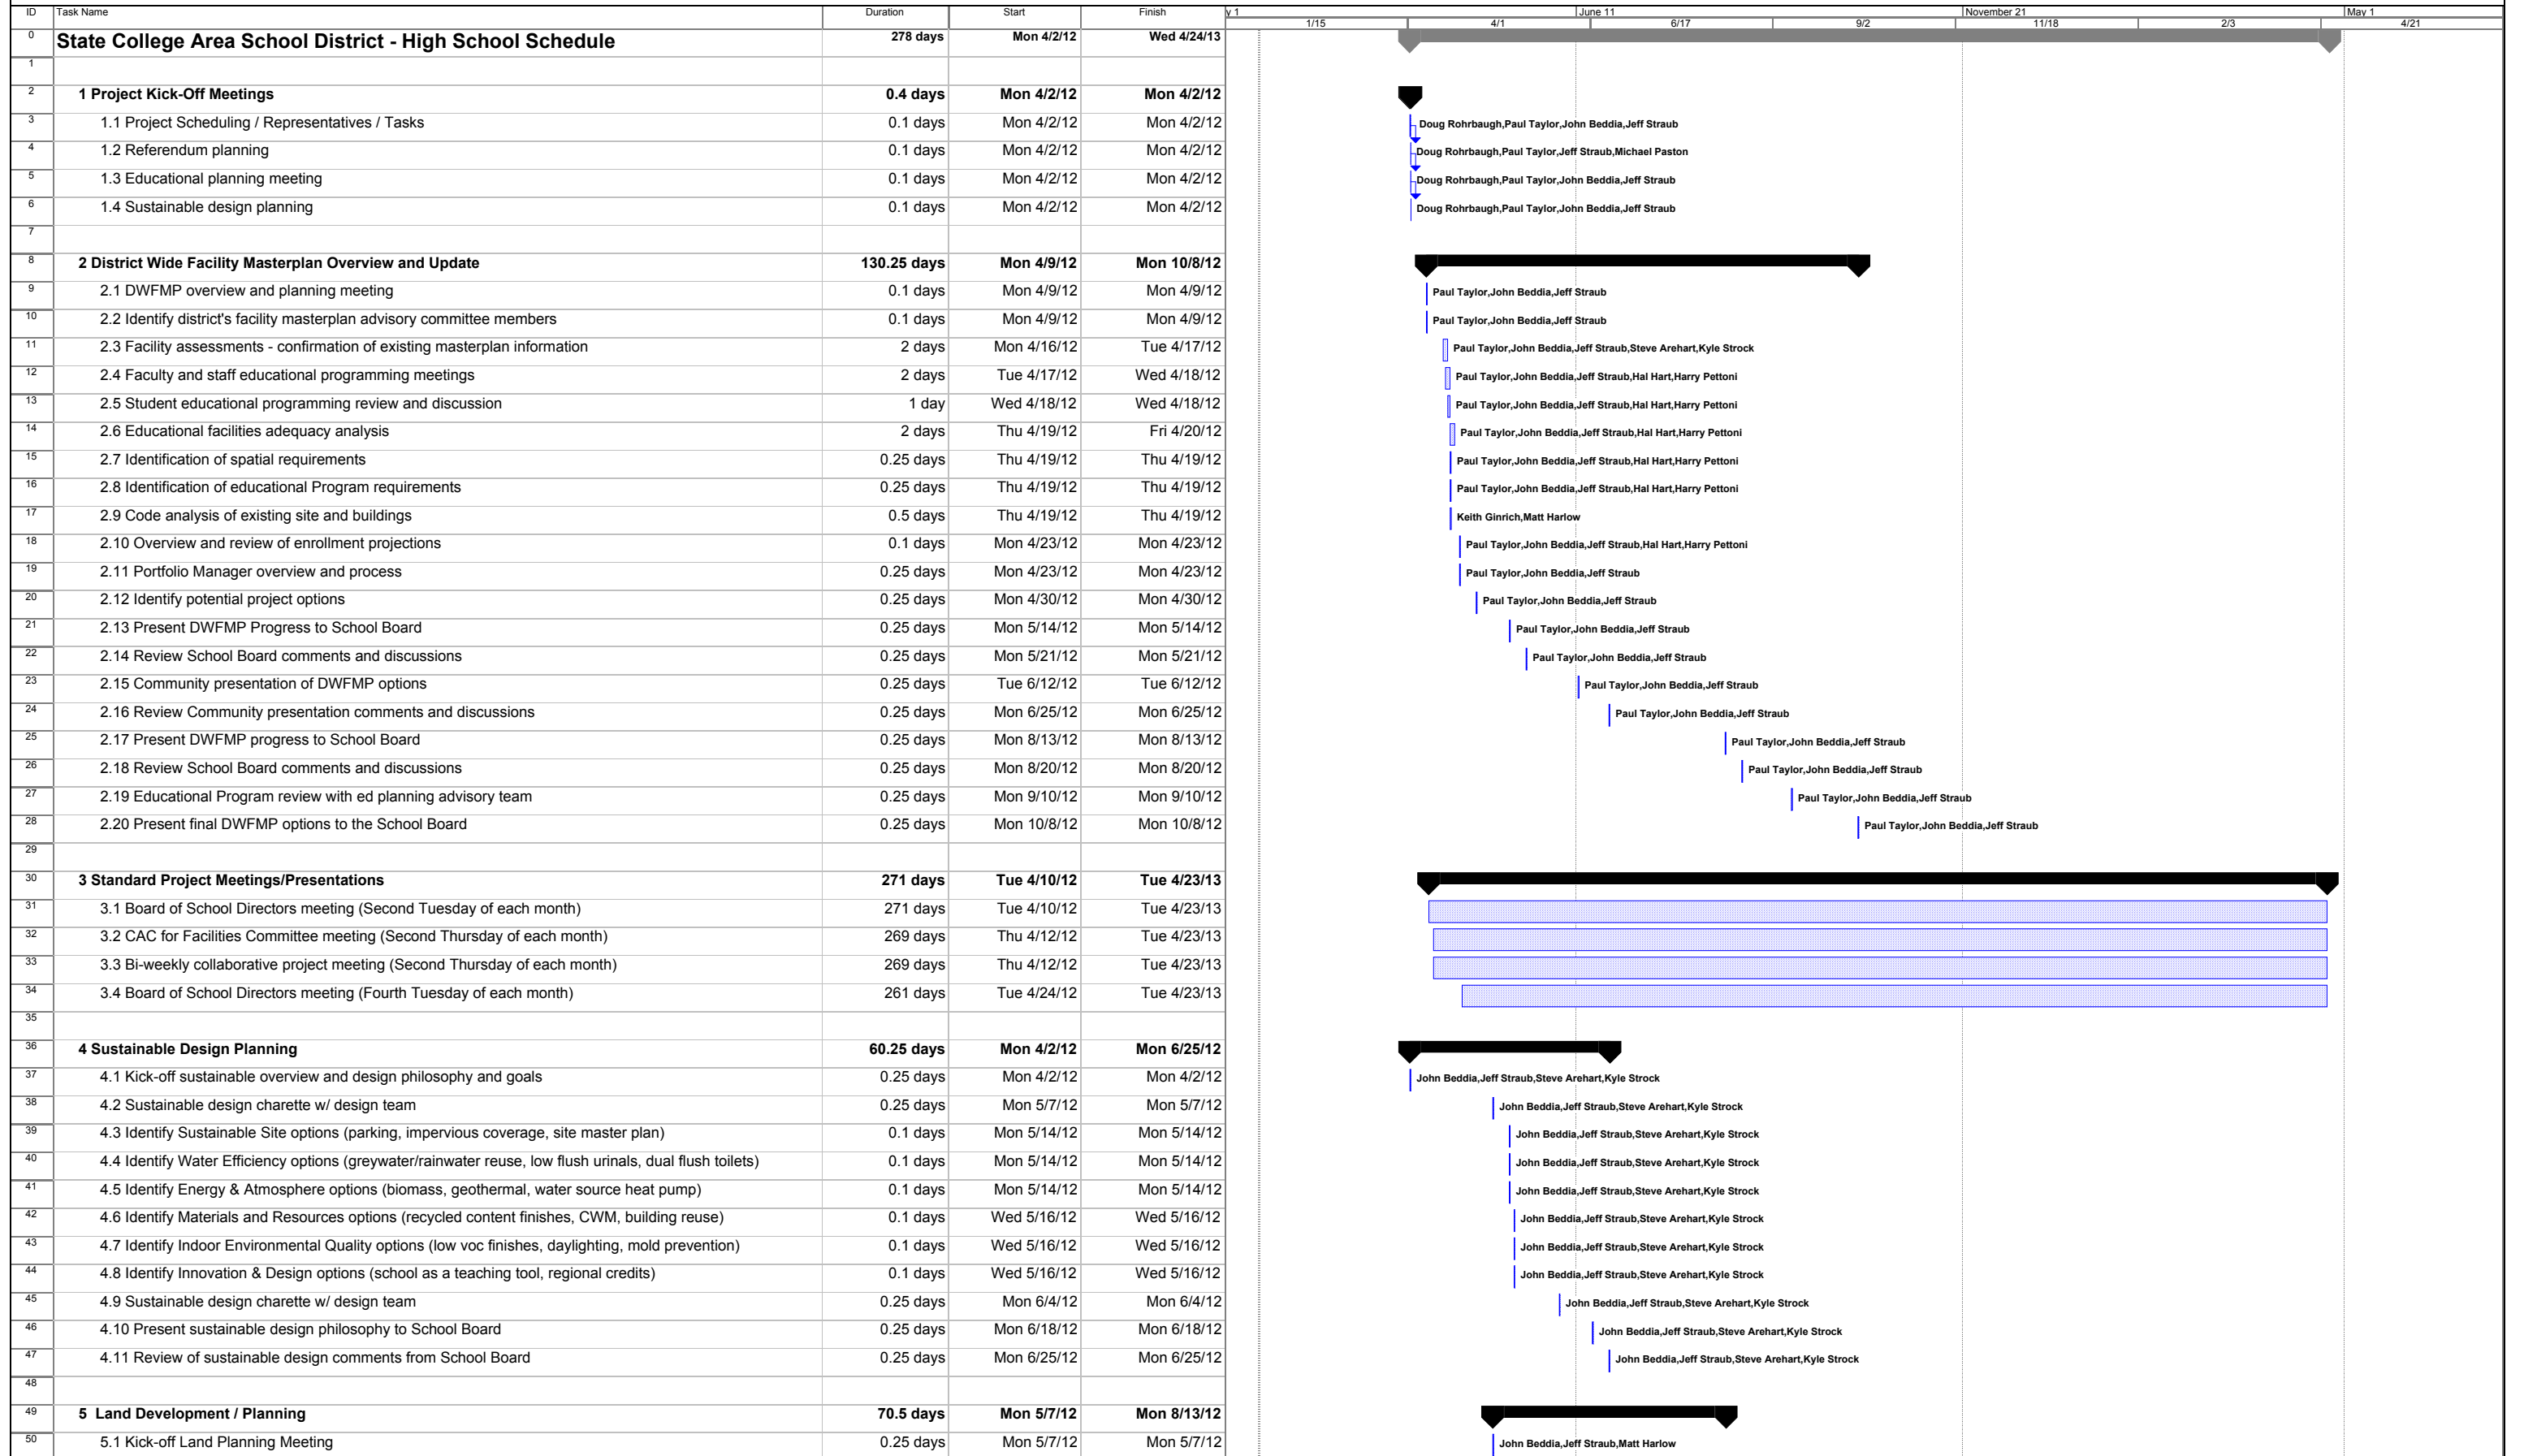 ID Task Name Duration Start Finish y 1 June 11 November 21 May 1
1/15 4/1 6/17 9/2 11/18 2/3 4/21
0 State College Area School District - High School Schedule 278 days Mon 4/2/12 Wed 4/24/13
1
2 1 Project Kick-Off Meetings 0.4 days Mon 4/2/12 Mon 4/2/12
3 1.1 Project Scheduling / Representatives / Tasks 0.1 days Mon 4/2/12 Mon 4/2/12 Doug Rohrbaugh,Paul Taylor,John Beddia,Jeff Straub
4 1.2 Referendum planning 0.1 days Mon 4/2/12 Mon 4/2/12 Doug Rohrbaugh,Paul Taylor,Jeff Straub,Michael Paston
5 1.3 Educational planning meeting 0.1 days Mon 4/2/12 Mon 4/2/12 Doug Rohrbaugh,Paul Taylor,John Beddia,Jeff Straub
6 1.4 Sustainable design planning 0.1 days Mon 4/2/12 Mon 4/2/12 Doug Rohrbaugh,Paul Taylor,John Beddia,Jeff Straub
7
8 2 District Wide Facility Masterplan Overview and Update 130.25 days Mon 4/9/12 Mon 10/8/12
9 2.1 DWFMP overview and planning meeting 0.1 days Mon 4/9/12 Mon 4/9/12 Paul Taylor,John Beddia,Jeff Straub
10 2.2 Identify district's facility masterplan advisory committee members 0.1 days Mon 4/9/12 Mon 4/9/12 Paul Taylor,John Beddia,Jeff Straub
11 2.3 Facility assessments - confirmation of existing masterplan information 2 days Mon 4/16/12 Tue 4/17/12 Paul Taylor,John Beddia,Jeff Straub,Steve Arehart,Kyle Strock
12 2.4 Faculty and staff educational programming meetings 2 days Tue 4/17/12 Wed 4/18/12 Paul Taylor,John Beddia,Jeff Straub,Hal Hart,Harry Pettoni
13 2.5 Student educational programming review and discussion 1 day Wed 4/18/12 Wed 4/18/12 Paul Taylor,John Beddia,Jeff Straub,Hal Hart,Harry Pettoni
14 2.6 Educational facilities adequacy analysis 2 days Thu 4/19/12 Fri 4/20/12 Paul Taylor,John Beddia,Jeff Straub,Hal Hart,Harry Pettoni
15 2.7 Identification of spatial requirements 0.25 days Thu 4/19/12 Thu 4/19/12 Paul Taylor,John Beddia,Jeff Straub,Hal Hart,Harry Pettoni
16 2.8 Identification of educational Program requirements 0.25 days Thu 4/19/12 Thu 4/19/12 Paul Taylor,John Beddia,Jeff Straub,Hal Hart,Harry Pettoni
17 2.9 Code analysis of existing site and buildings 0.5 days Thu 4/19/12 Thu 4/19/12 Keith Ginrich,Matt Harlow
18 2.10 Overview and review of enrollment projections 0.1 days Mon 4/23/12 Mon 4/23/12 Paul Taylor,John Beddia,Jeff Straub,Hal Hart,Harry Pettoni
19 2.11 Portfolio Manager overview and process 0.25 days Mon 4/23/12 Mon 4/23/12 Paul Taylor,John Beddia,Jeff Straub
20 2.12 Identify potential project options 0.25 days Mon 4/30/12 Mon 4/30/12 Paul Taylor,John Beddia,Jeff Straub
21 2.13 Present DWFMP Progress to School Board 0.25 days Mon 5/14/12 Mon 5/14/12 Paul Taylor,John Beddia,Jeff Straub
22 2.14 Review School Board comments and discussions 0.25 days Mon 5/21/12 Mon 5/21/12 Paul Taylor,John Beddia,Jeff Straub
23 2.15 Community presentation of DWFMP options 0.25 days Tue 6/12/12 Tue 6/12/12 Paul Taylor,John Beddia,Jeff Straub
24 2.16 Review Community presentation comments and discussions 0.25 days Mon 6/25/12 Mon 6/25/12 Paul Taylor,John Beddia,Jeff Straub
25 2.17 Present DWFMP progress to School Board 0.25 days Mon 8/13/12 Mon 8/13/12 Paul Taylor,John Beddia,Jeff Straub
26 2.18 Review School Board comments and discussions 0.25 days Mon 8/20/12 Mon 8/20/12 Paul Taylor,John Beddia,Jeff Straub
27 2.19 Educational Program review with ed planning advisory team 0.25 days Mon 9/10/12 Mon 9/10/12 Paul Taylor,John Beddia,Jeff Straub
28 2.20 Present final DWFMP options to the School Board 0.25 days Mon 10/8/12 Mon 10/8/12 Paul Taylor,John Beddia,Jeff Straub
29
30 3 Standard Project Meetings/Presentations 271 days Tue 4/10/12 Tue 4/23/13
31 3.1 Board of School Directors meeting (Second Tuesday of each month) 271 days Tue 4/10/12 Tue 4/23/13
32 3.2 CAC for Facilities Committee meeting (Second Thursday of each month) 269 days Thu 4/12/12 Tue 4/23/13
33 3.3 Bi-weekly collaborative project meeting (Second Thursday of each month) 269 days Thu 4/12/12 Tue 4/23/13
34 3.4 Board of School Directors meeting (Fourth Tuesday of each month) 261 days Tue 4/24/12 Tue 4/23/13
35
36 4 Sustainable Design Planning 60.25 days Mon 4/2/12 Mon 6/25/12
37 4.1 Kick-off sustainable overview and design philosophy and goals 0.25 days Mon 4/2/12 Mon 4/2/12 John Beddia,Jeff Straub,Steve Arehart,Kyle Strock
38 4.2 Sustainable design charette w/ design team 0.25 days Mon 5/7/12 Mon 5/7/12 John Beddia,Jeff Straub,Steve Arehart,Kyle Strock
39 4.3 Identify Sustainable Site options (parking, impervious coverage, site master plan) 0.1 days Mon 5/14/12 Mon 5/14/12 John Beddia,Jeff Straub,Steve Arehart,Kyle Strock
40 4.4 Identify Water Efficiency options (greywater/rainwater reuse, low flush urinals, dual flush toilets) 0.1 days Mon 5/14/12 Mon 5/14/12 John Beddia,Jeff Straub,Steve Arehart,Kyle Strock
41 4.5 Identify Energy & Atmosphere options (biomass, geothermal, water source heat pump) 0.1 days Mon 5/14/12 Mon 5/14/12 John Beddia,Jeff Straub,Steve Arehart,Kyle Strock
42 4.6 Identify Materials and Resources options (recycled content finishes, CWM, building reuse) 0.1 days Wed 5/16/12 Wed 5/16/12 John Beddia,Jeff Straub,Steve Arehart,Kyle Strock
43 4.7 Identify Indoor Environmental Quality options (low voc finishes, daylighting, mold prevention) 0.1 days Wed 5/16/12 Wed 5/16/12 John Beddia,Jeff Straub,Steve Arehart,Kyle Strock
44 4.8 Identify Innovation & Design options (school as a teaching tool, regional credits) 0.1 days Wed 5/16/12 Wed 5/16/12 John Beddia,Jeff Straub,Steve Arehart,Kyle Strock
45 4.9 Sustainable design charette w/ design team 0.25 days Mon 6/4/12 Mon 6/4/12 John Beddia,Jeff Straub,Steve Arehart,Kyle Strock
46 4.10 Present sustainable design philosophy to School Board 0.25 days Mon 6/18/12 Mon 6/18/12 John Beddia,Jeff Straub,Steve Arehart,Kyle Strock
47 4.11 Review of sustainable design comments from School Board 0.25 days Mon 6/25/12 Mon 6/25/12 John Beddia,Jeff Straub,Steve Arehart,Kyle Strock
48
49 5 Land Development / Planning 70.5 days Mon 5/7/12 Mon 8/13/12
50 5.1 Kick-off Land Planning Meeting 0.25 days Mon 5/7/12 Mon 5/7/12 John Beddia,Jeff Straub,Matt Harlow